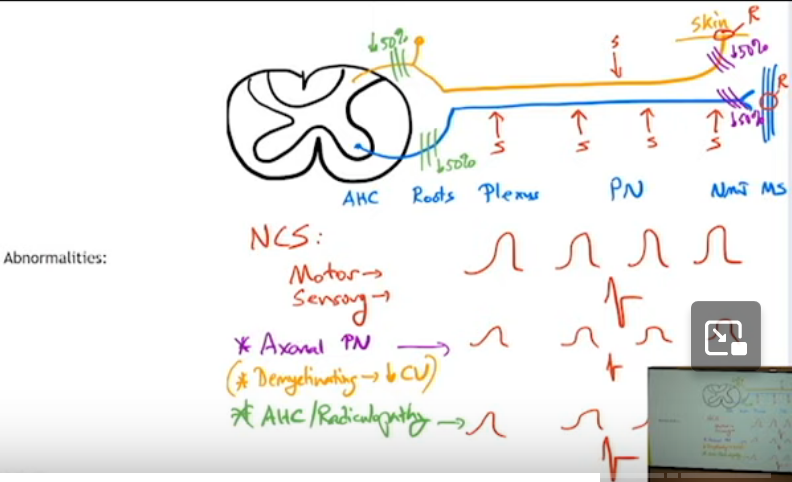 skin R
↓50%
S
↓50%
R
↓50%
S S S S
↓50%
AHC Roots Plexus PN NMJ MS
NCS:
Abnormalities:
Motor→
Sensory→
* Axonal PN →
(* Demyelinating → ↓ CV)
* AHC/Radiculopathy →